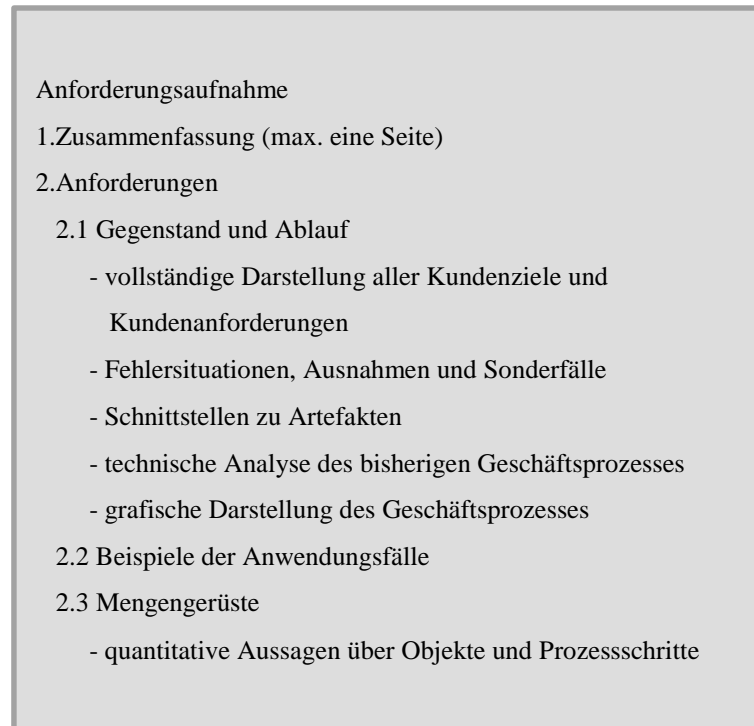 Anforderungsaufnahme
1.Zusammenfassung (max. eine Seite)
2.Anforderungen
2.1 Gegenstand und Ablauf
- vollständige Darstellung aller Kundenziele und
Kundenanforderungen
- Fehlersituationen, Ausnahmen und Sonderfälle
- Schnittstellen zu Artefakten
- technische Analyse des bisherigen Geschäftsprozesses
- grafische Darstellung des Geschäftsprozesses
2.2 Beispiele der Anwendungsfälle
2.3 Mengengerüste
- quantitative Aussagen über Objekte und Prozessschritte